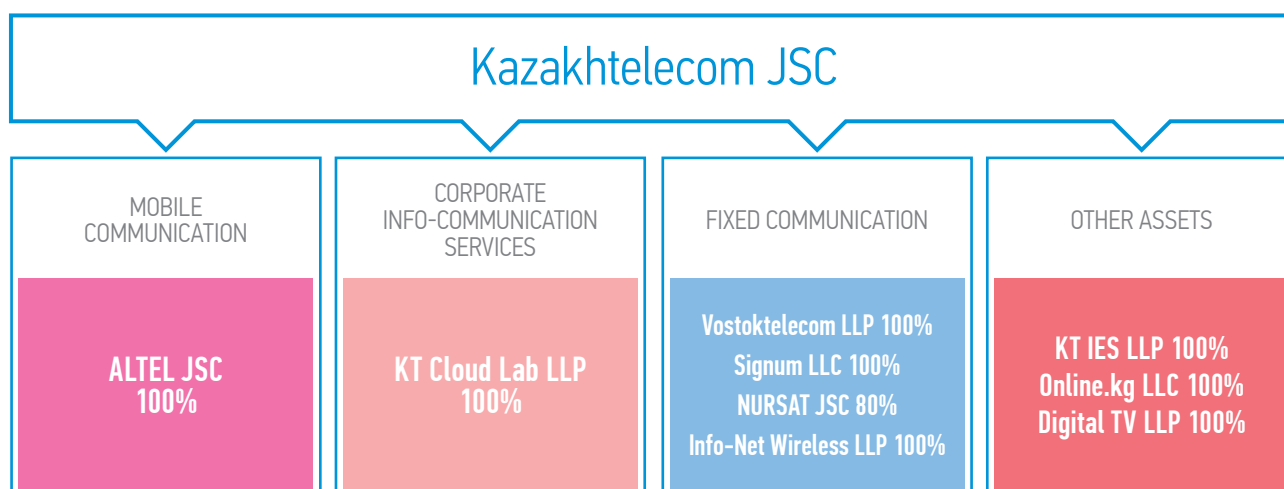 Kazakhtelecom JSC
MOBILE
COMMUNICATION
ALTEL JSC
100%
CORPORATE
INFO-COMMUNICATION
SERVICES
KT Cloud Lab LLP
100%
FIXED COMMUNICATION
Vostoktelecom LLP 100%
Signum LLC 100%
NURSAT JSC 80%
Info-Net Wireless LLP 100%
OTHER ASSETS
KT IES LLP 100%
Online.kg LLC 100%
Digital TV LLP 100%